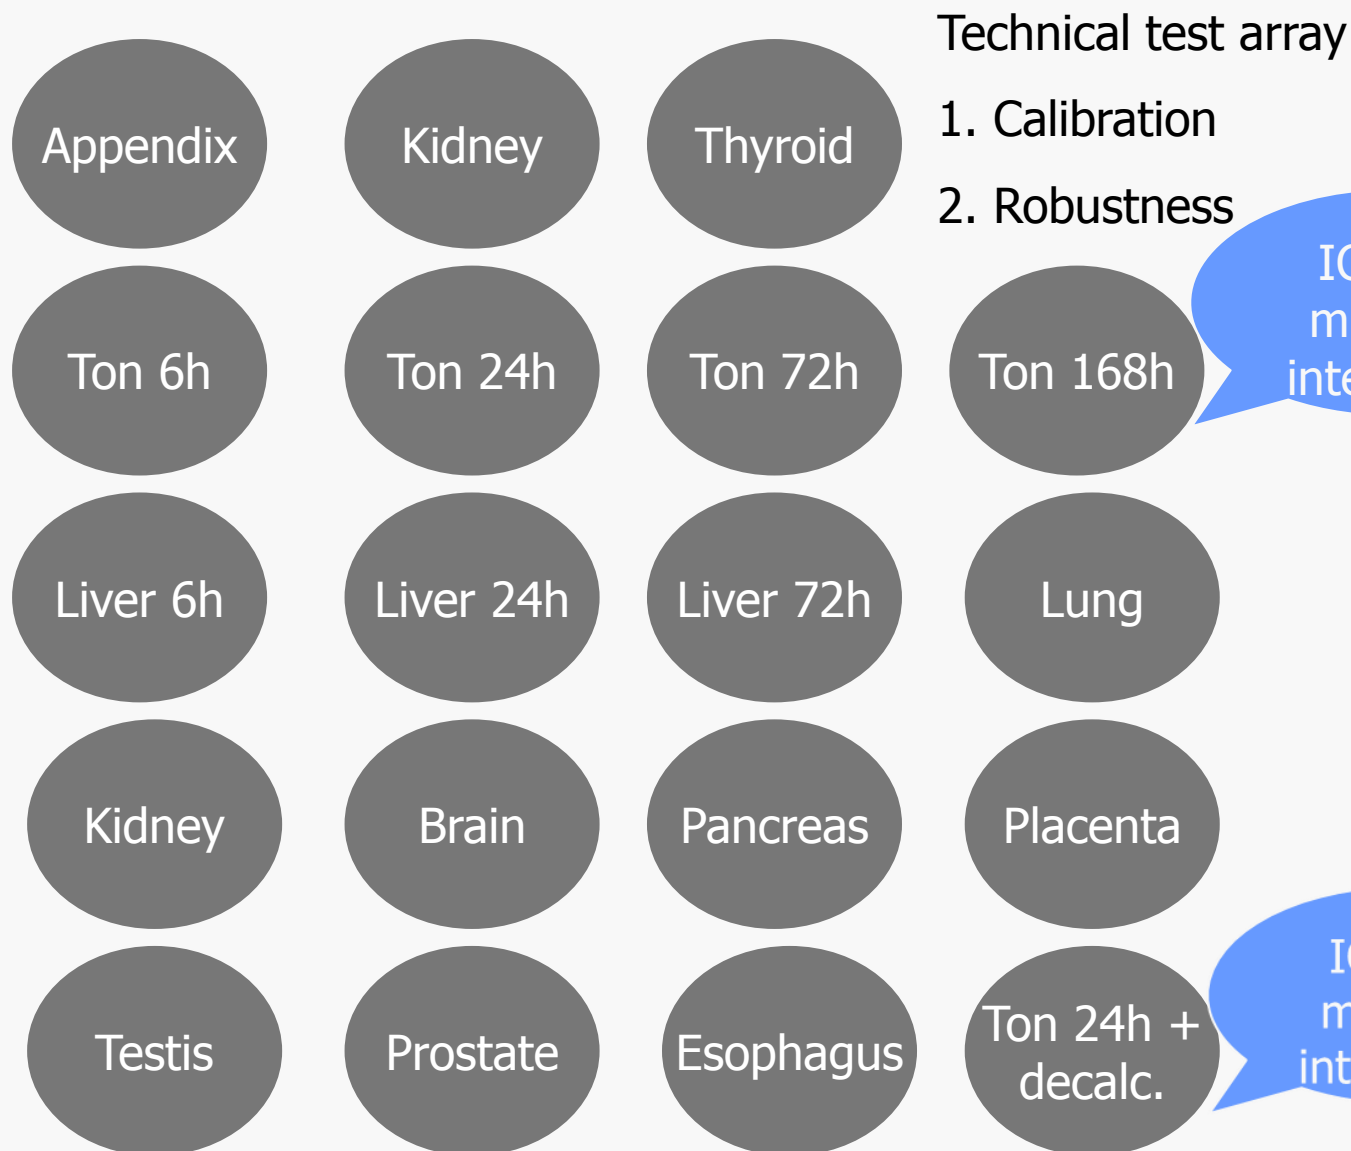 Technical test array
1. Calibration
2. Robustness
Appendix
Kidney
Thyroid
Ton 6h
Ton 24h
Ton 72h
Ton 168h
Liver 6h
Liver 24h
Liver 72h
Lung
Kidney
Brain
Pancreas
Placenta
Testis
Prostate
Esophagus
Ton 24h +
decalc.